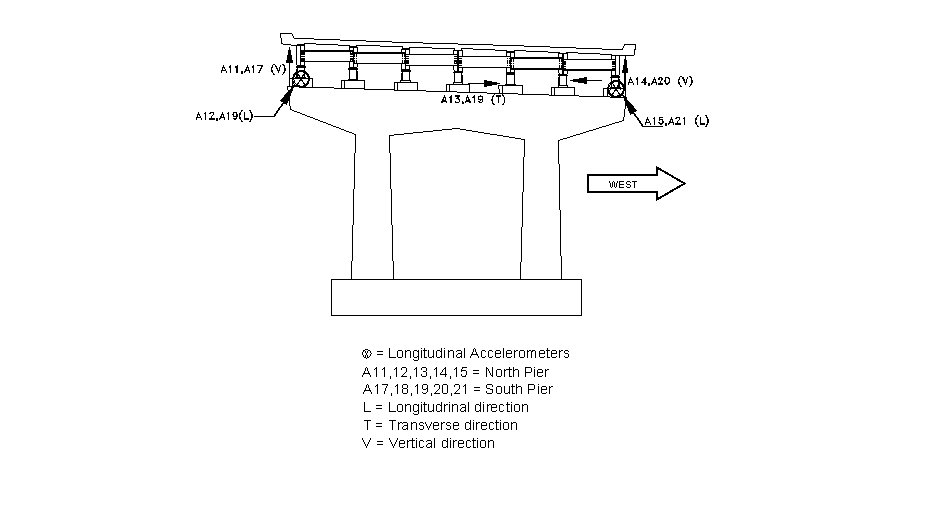 A11,A17 (V)
A14,A20 (V)
A13,A19 (T)
A12,A19(L)
A15,A21 (L)
WEST
⊗ = Longitudinal Accelerometers
A11,12,13,14,15 = North Pier
A17,18,19,20,21 = South Pier
L = Longitudrinal direction
T = Transverse direction
V = Vertical direction